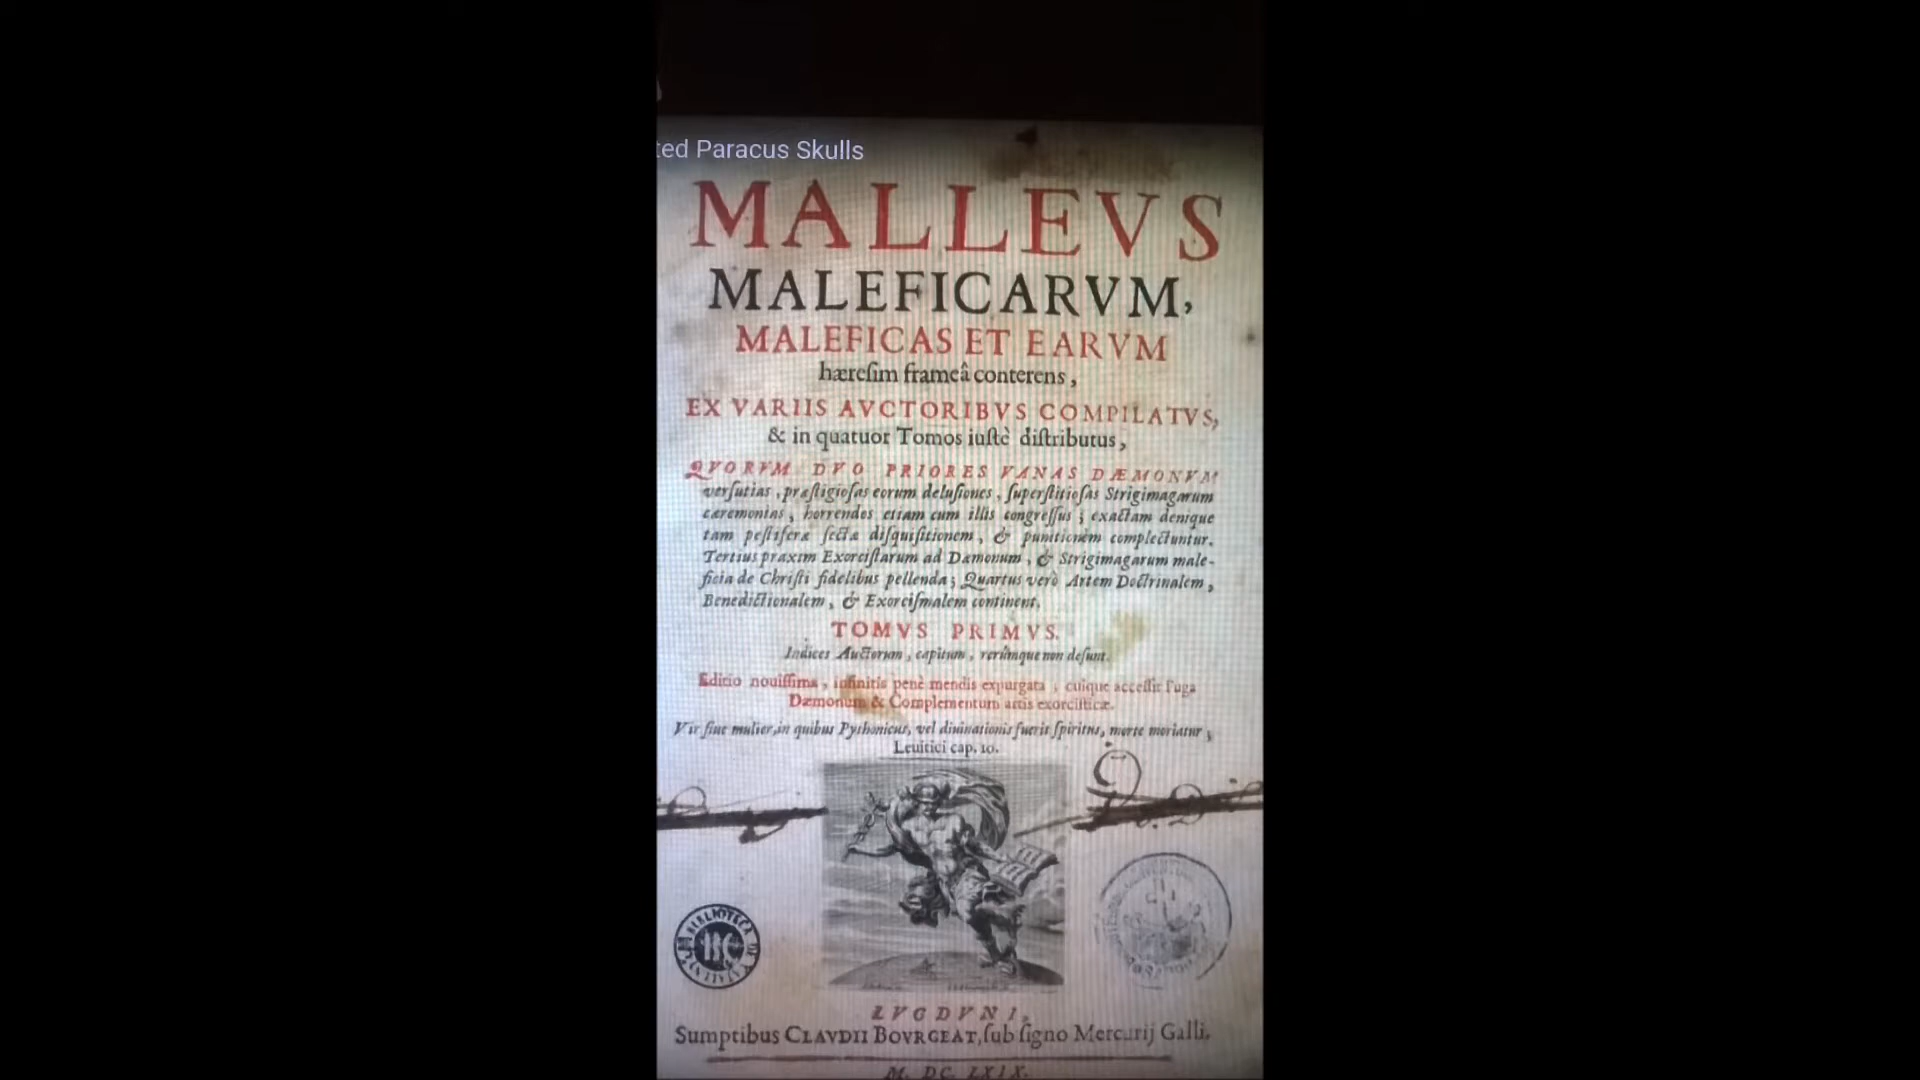 ted Paracus Skulls
MALLEVS
MALEFICARVM,
MALEFICAS ET EARVM
hæreſim frameâ conterens,
EX VARIIS AVCTORIBVS COMPILATVS,
& in quatuor Tomos iuſtè diſtributus,
QVORVM DVO PRIORES VANAS DÆMONVM
verſutias, præſtigioſas eorum deluſiones, ſuperſtitioſas Strigimagarum
cæremonias, horrendos etiam cum illis congreſſus; exactam denique
tam peſtiferæ ſectæ diſquiſitionem, & punitionem complectuntur.
Tertius praxim Exorciſtarum ad Dæmonum, & Strigimagarum male-
ficia de Chriſti fidelibus pellenda; Quartus verò Artem Doctrinalem,
Benedictionalem, & Exorciſmalem continent.
TOMVS PRIMVS.
Indices Auctorum, capitum, rerúmque non deſunt.
Editio nouiſſima, infinitis penè mendis expurgata; cuique acceſſit Fuga
Dæmonum & Complementum artis exorciſticæ.
Vir ſiue mulier, in quibus Pythonicus, vel diuinationis fuerit ſpiritus, morte moriatur;
Leuitici cap. 10.
BIBLIOTECA
LVGDVNI,
Sumptibus CLAVDII BOVRGEAT, ſub ſigno Mercurij Galli.
M. DC. LXIX.